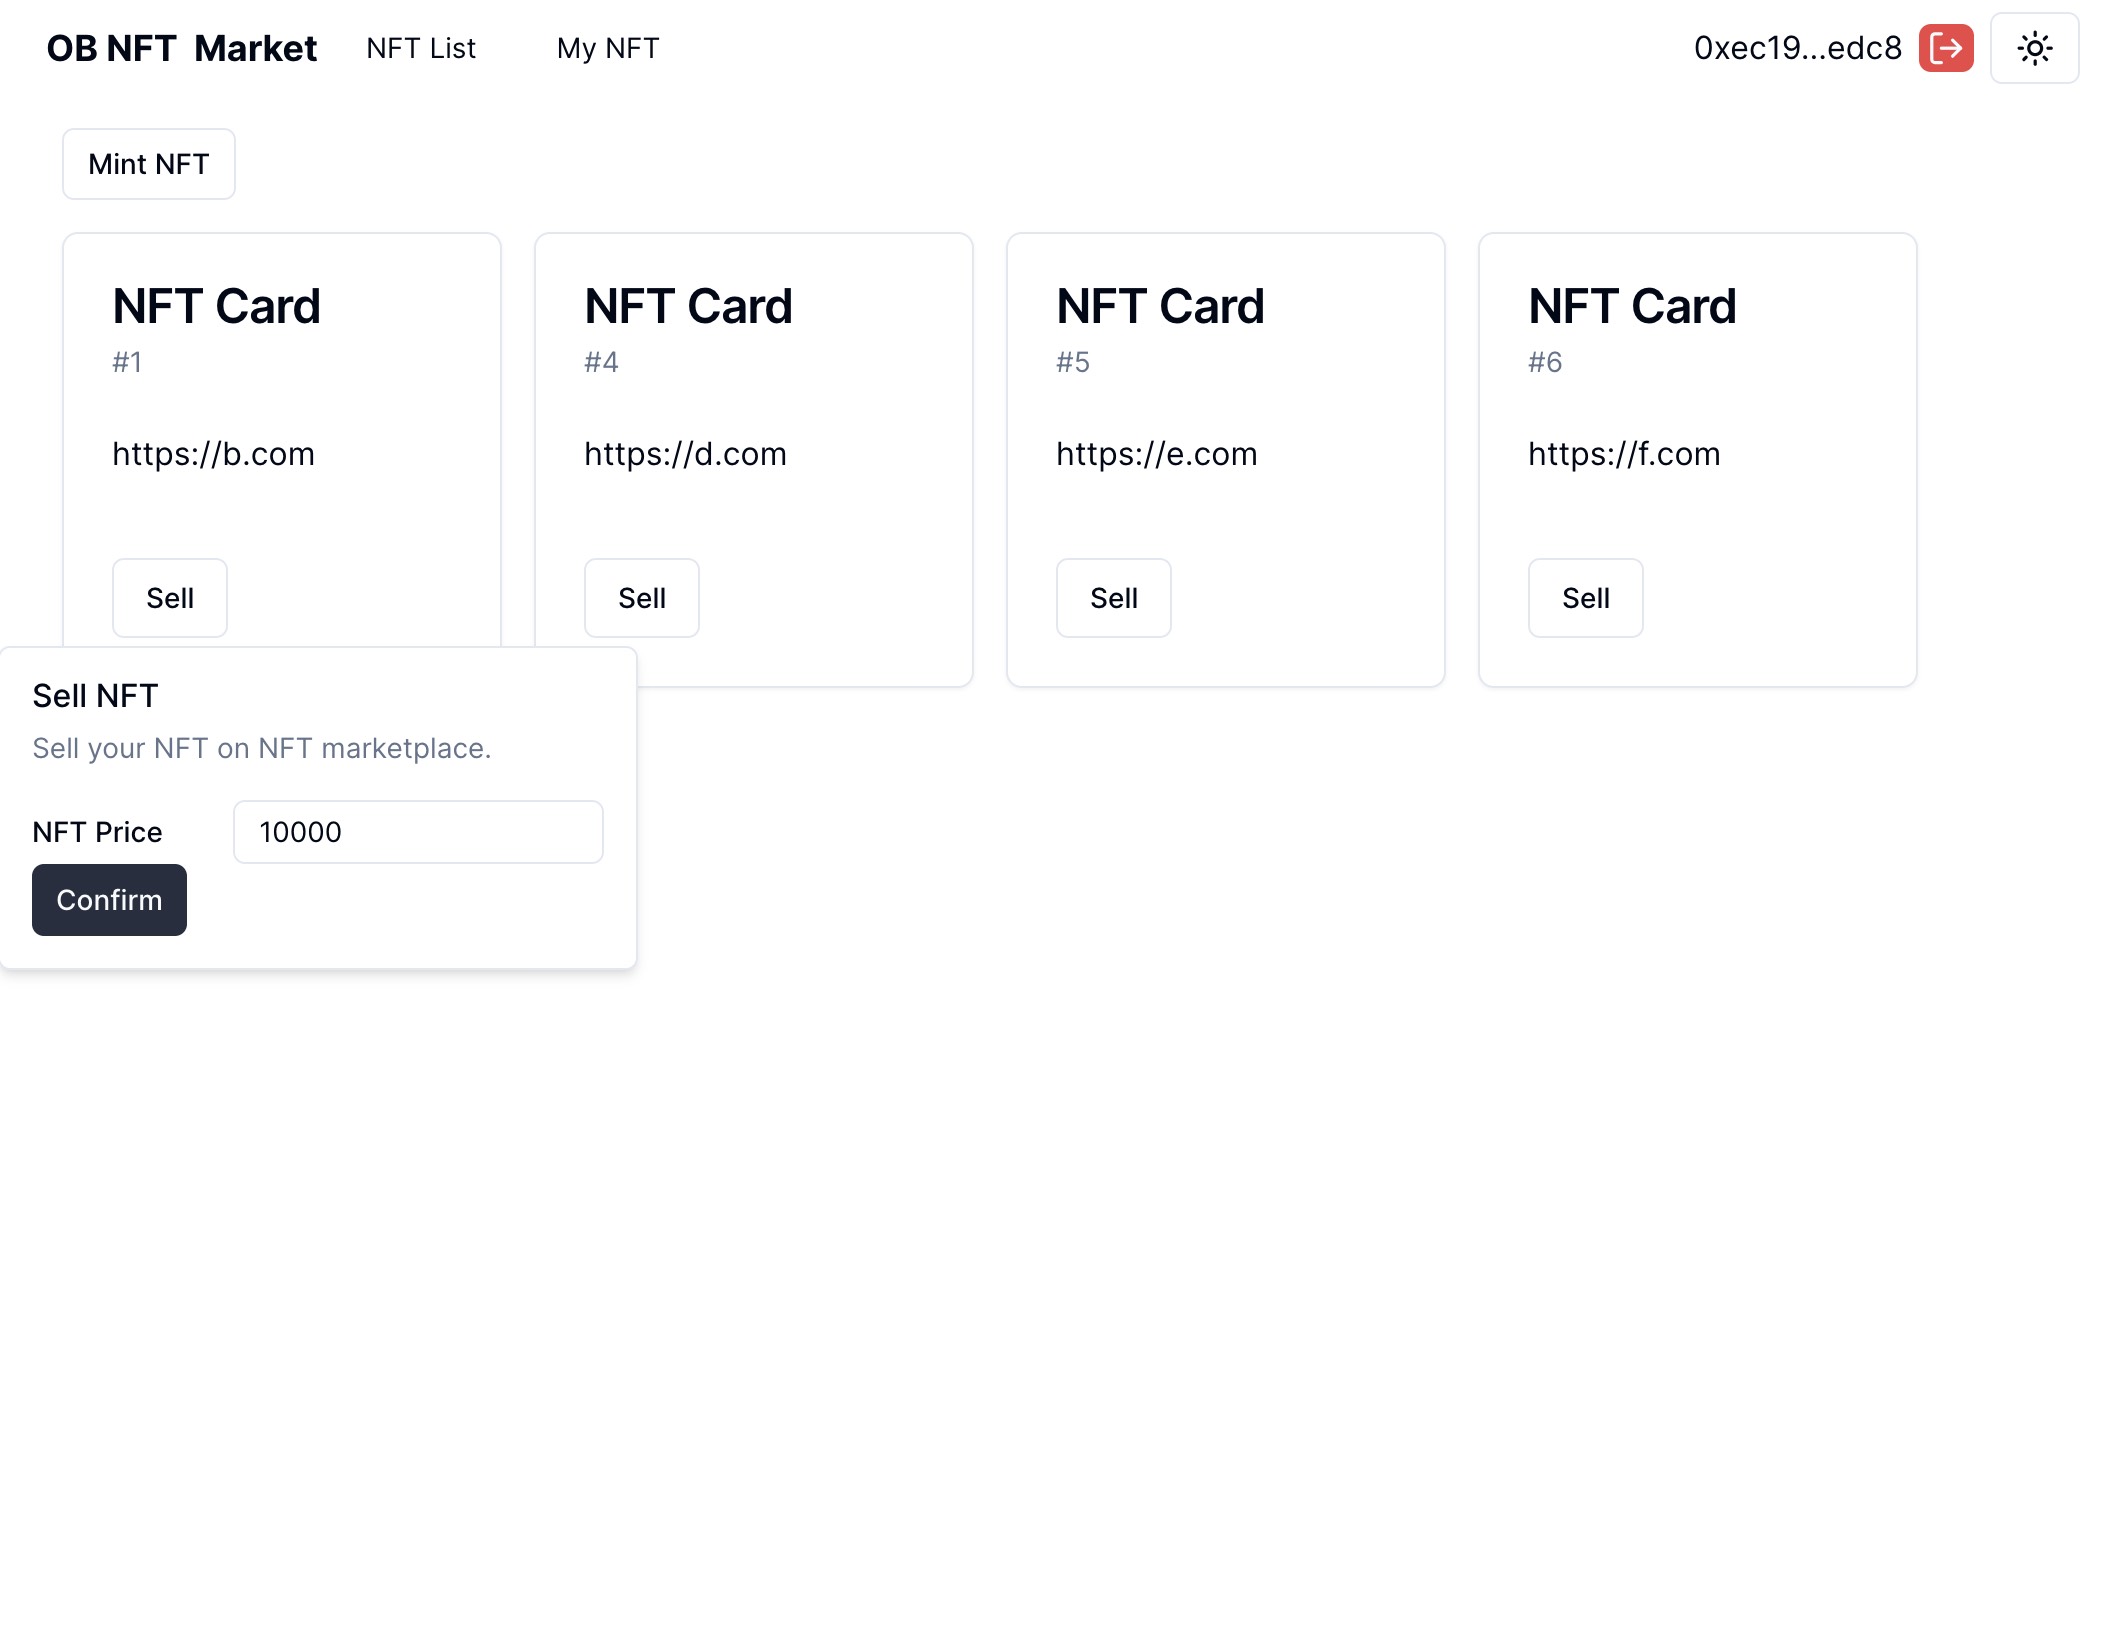 OB NFT  Market
NFT List
My NFT
0xec19...edc8
Mint NFT
NFT Card
#1
https://b.com
Sell
NFT Card
#4
https://d.com
Sell
NFT Card
#5
https://e.com
Sell
NFT Card
#6
https://f.com
Sell
Sell NFT
Sell your NFT on NFT marketplace.
NFT Price
10000
Confirm